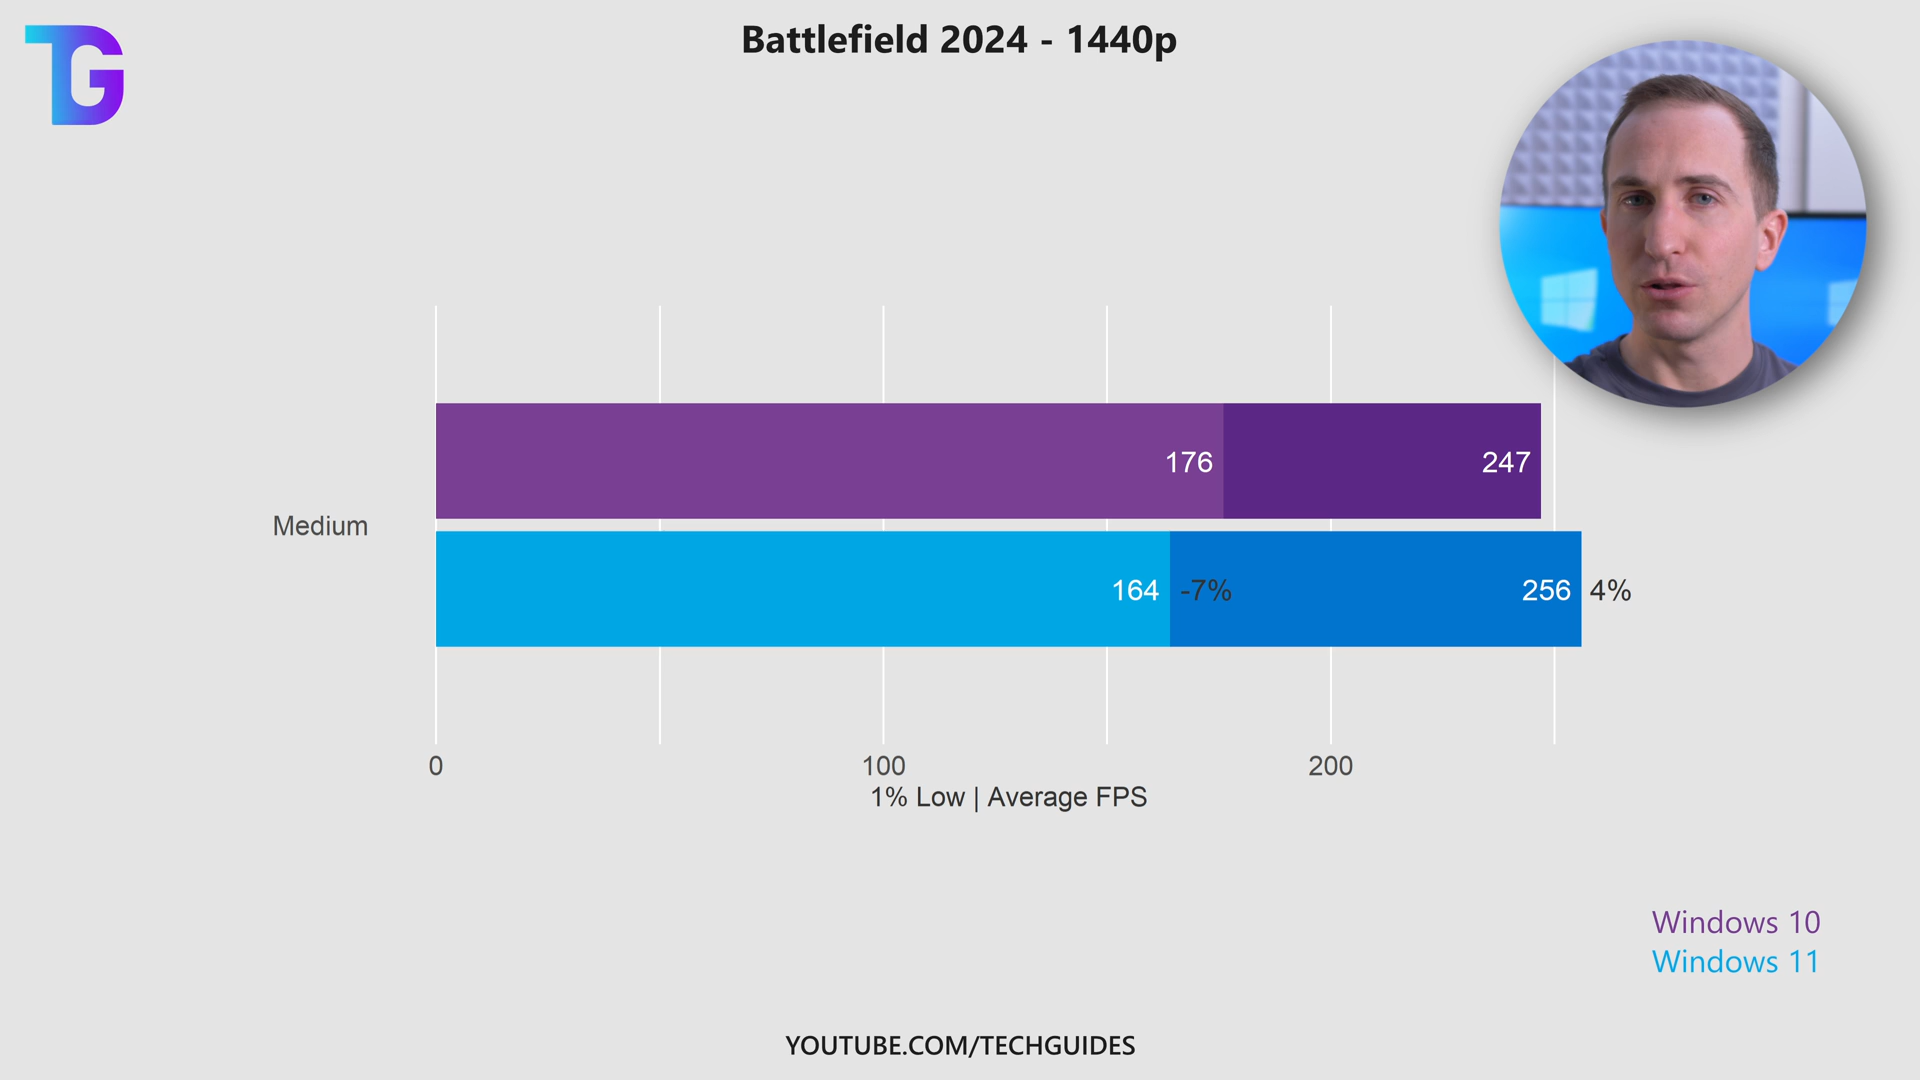 TG
Battlefield 2024 - 1440p
176
247
Medium
164
-7%
256
4%
0
100
200
1% Low | Average FPS
Windows 10
Windows 11
YOUTUBE.COM/TECHGUIDES